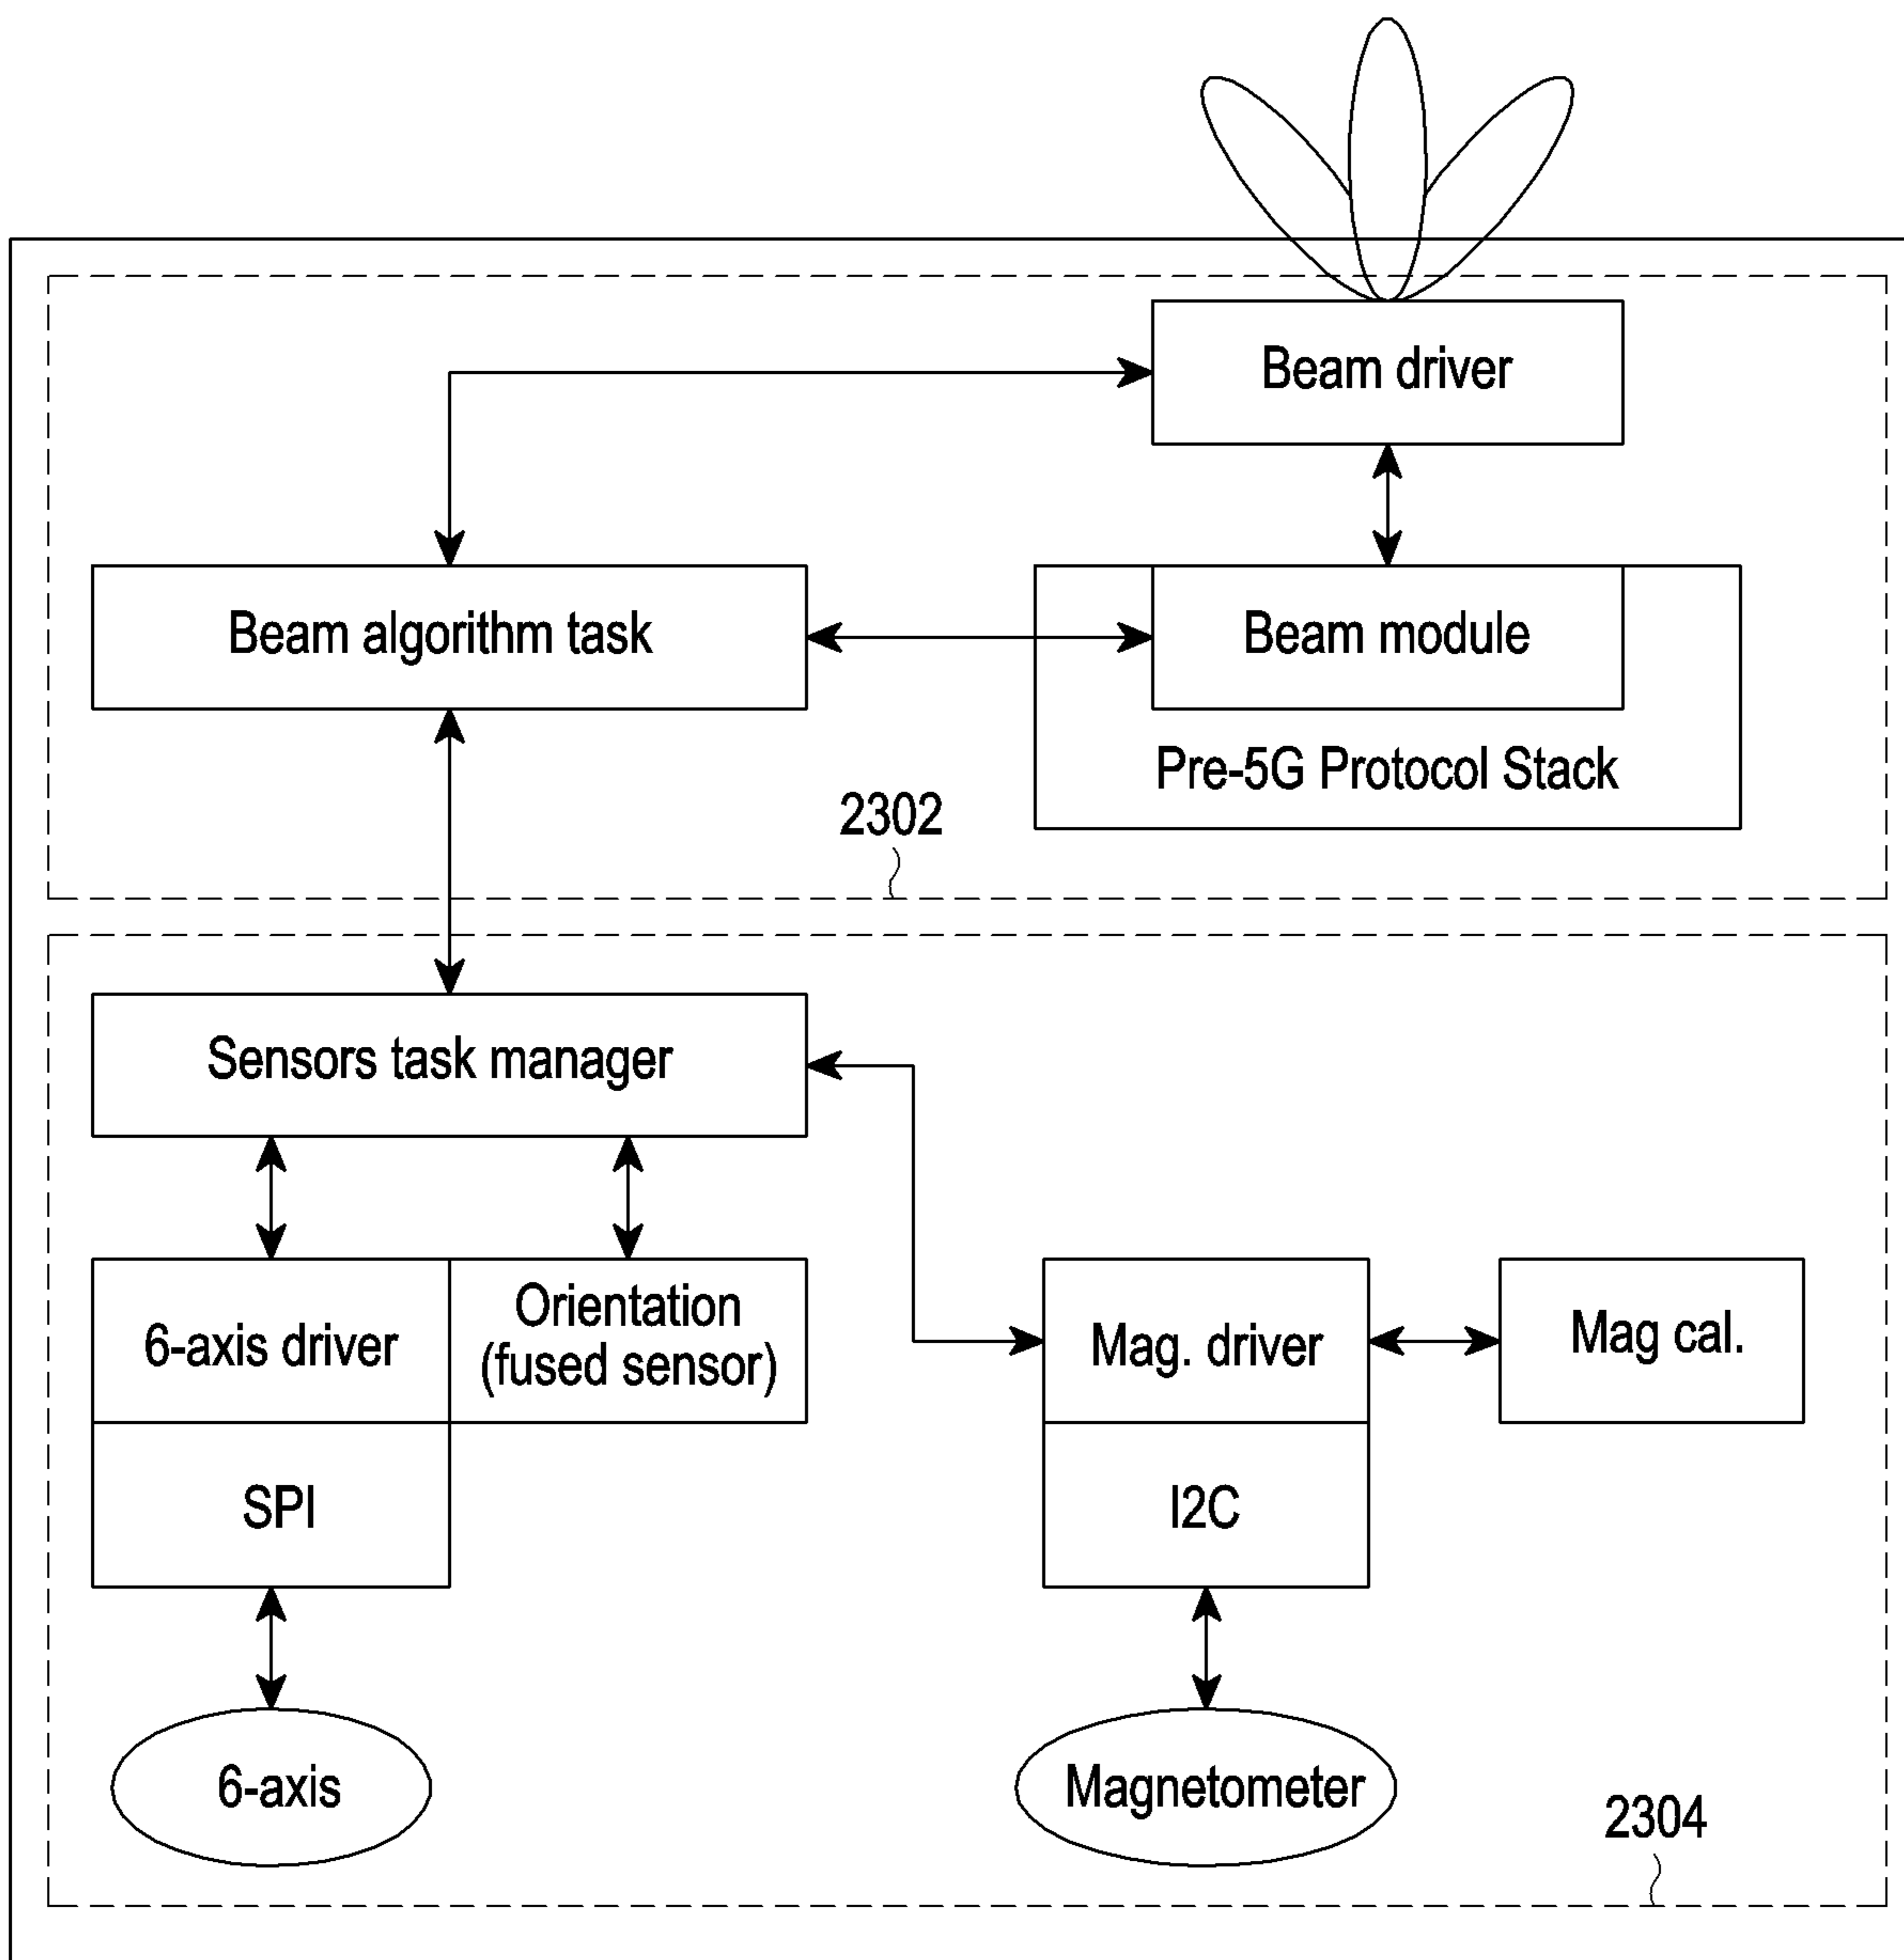 Beam driver
Beam algorithm task
Beam module
Pre-5G Protocol Stack
2302
Sensors task manager
6-axis driver
Orientation
(fused sensor)
Mag. driver
Mag cal.
SPI
I2C
6-axis
Magnetometer
2304